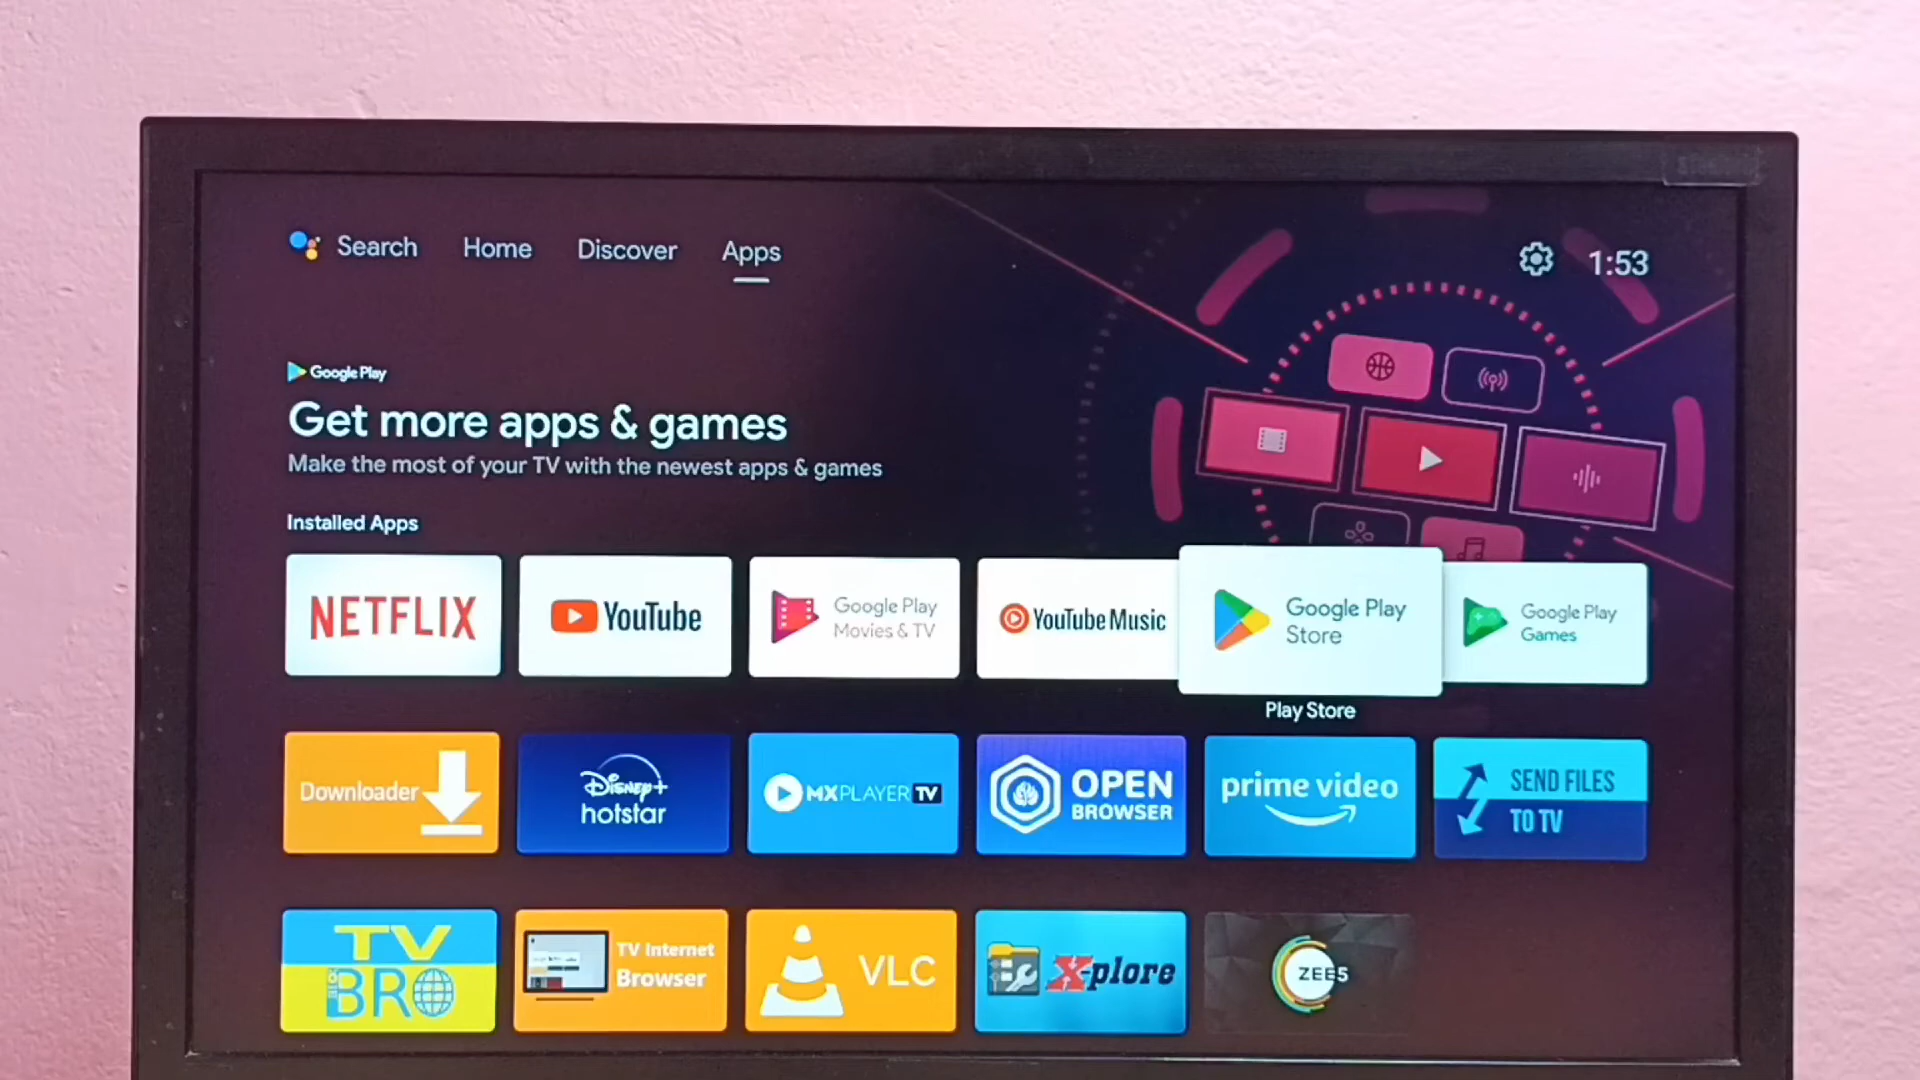 Search Home Discover Apps
1:53
Google Play
Get more apps & games
Make the most of your TV with the newest apps & games
Installed Apps
NETFLIX
YouTube
Google Play
Movies & TV
YouTube Music
Google Play
Store
Google Play
Games
Play Store
Downloader
Disney+
hotstar
MXPLAYER TV
OPEN
BROWSER
prime video
SEND FILES
TO TV
TV
BRO
TV Internet
Browser
VLC
X-plore
ZEE5